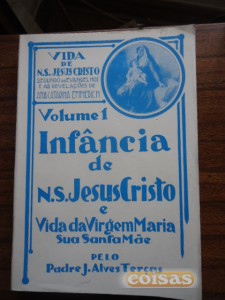 VIDA
DE
N.S. JESUS CRISTO
SEGUNDO OS EVANGELHOS
E AS REVELAÇÕES DE
ANA CATARINA EMMERICH
Volume 1
Infância
de
N.S. Jesus Cristo
e
Vida da Virgem Maria
Sua Santa Mãe
PELO
Padre J. Alves Terças
coisas